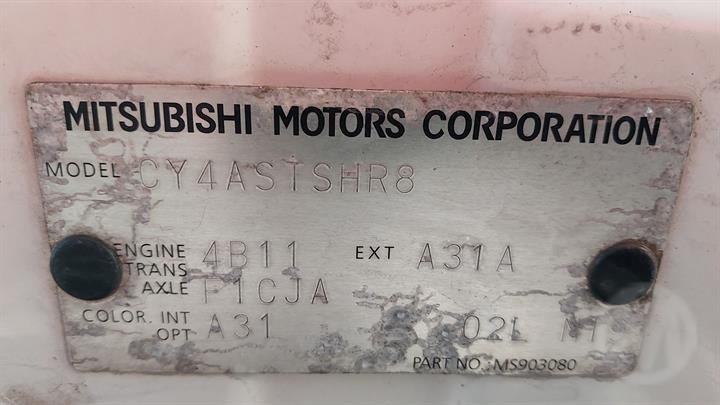 MITSUBISHI MOTORS CORPORATION
MODEL CY4ASTSHR8
ENGINE 4B11 EXT A31A
TRANS
AXLE F1CJA
COLOR. INT
OPT A31 02L
PART NO.:MS903080